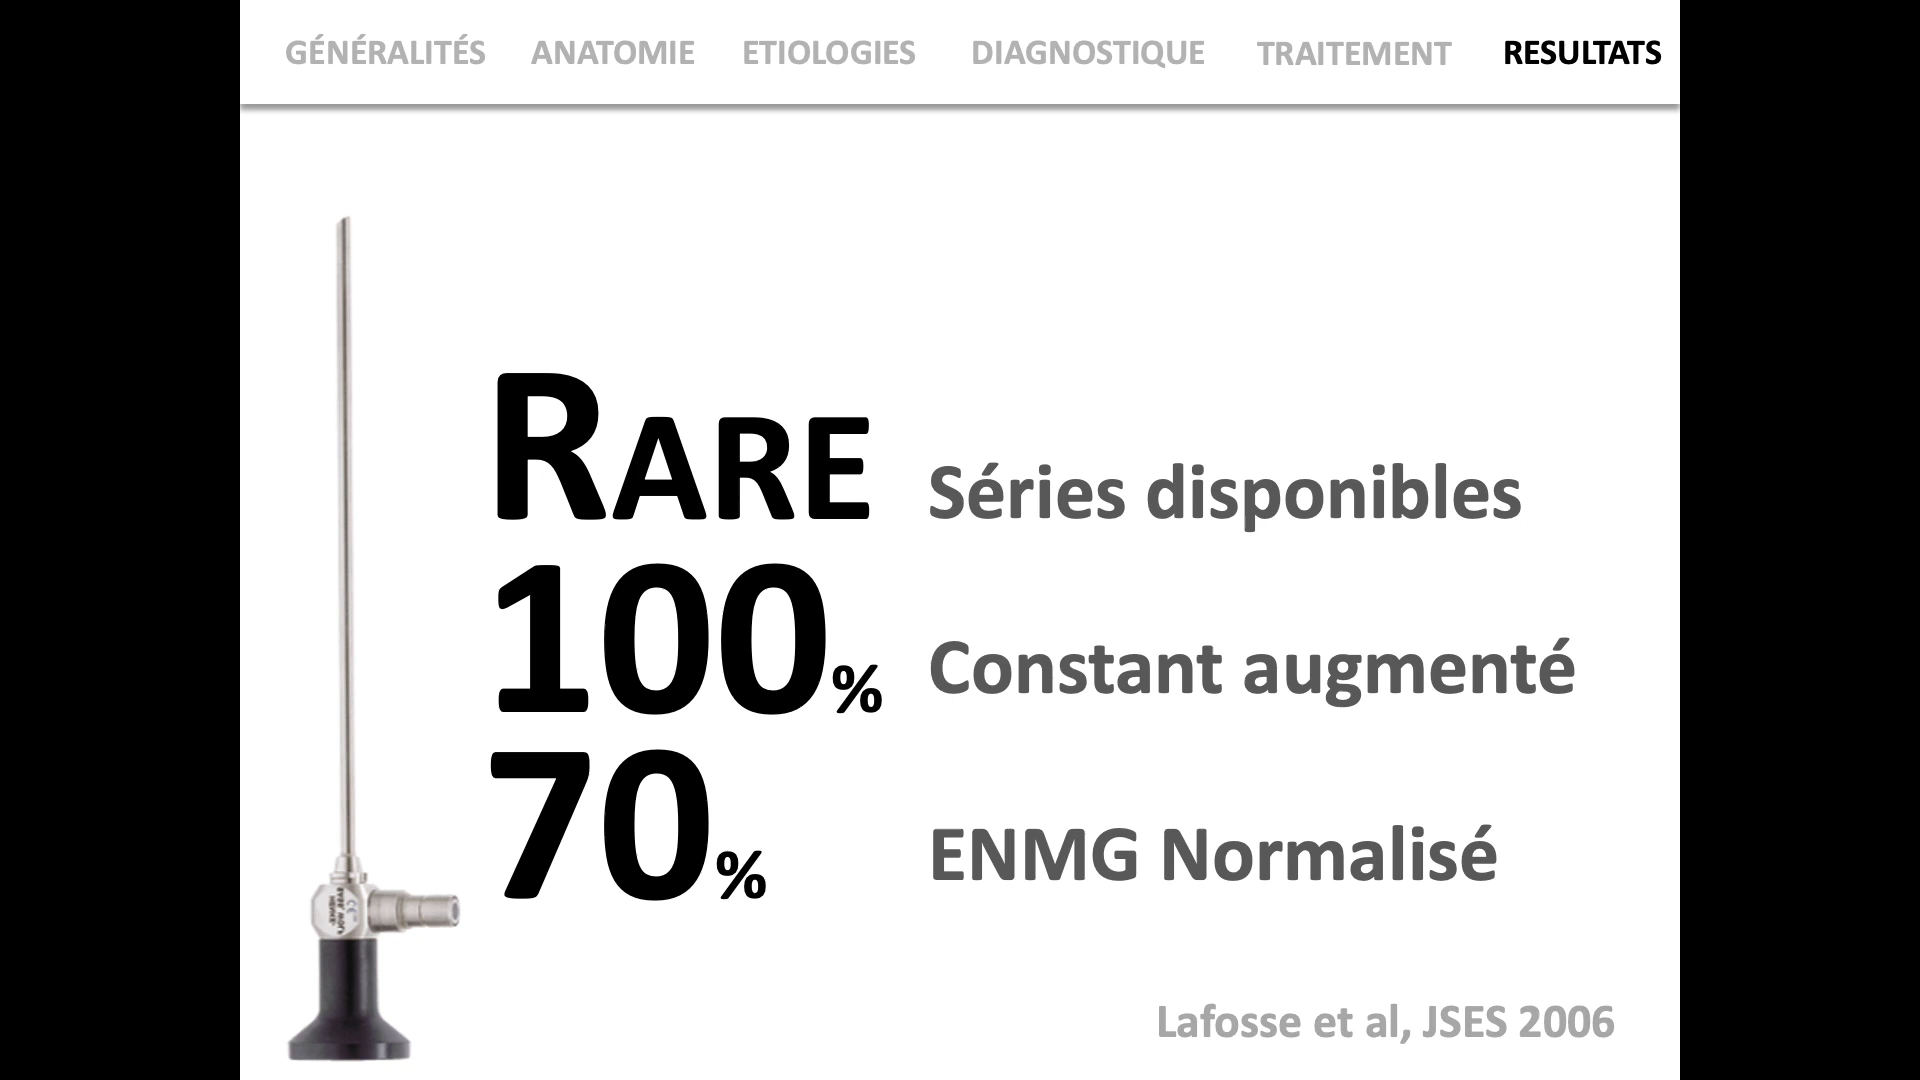 GÉNÉRALITÉS ANATOMIE ETIOLOGIES DIAGNOSTIQUE TRAITEMENT RESULTATS
RARE Séries disponibles
100% Constant augmenté
70% ENMG Normalisé
Lafosse et al, JSES 2006